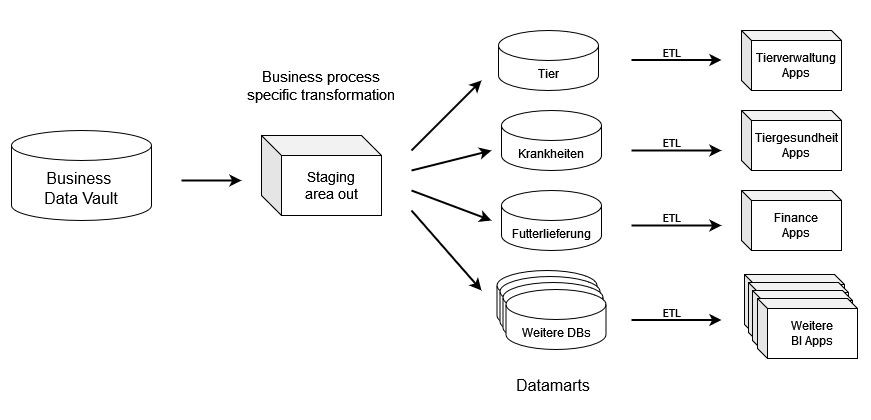 Business
Data Vault
Business process
specific transformation
Staging
area out
Tier
Krankheiten
Futterlieferung
Weitere DBs
Datamarts
ETL
ETL
ETL
ETL
Tierverwaltung
Apps
Tiergesundheit
Apps
Finance
Apps
Weitere
BI Apps